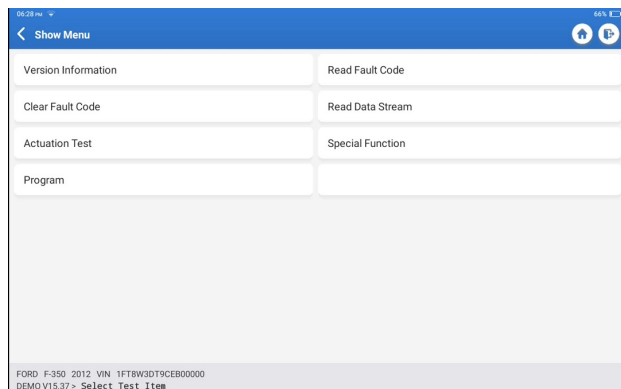 06:28 PM
66%
Show Menu
Version Information
Read Fault Code
Clear Fault Code
Read Data Stream
Actuation Test
Special Function
Program
FORD F-350 2012 VIN 1FT8W3DT9CEB00000
DEMO V15.37 > Select Test Item